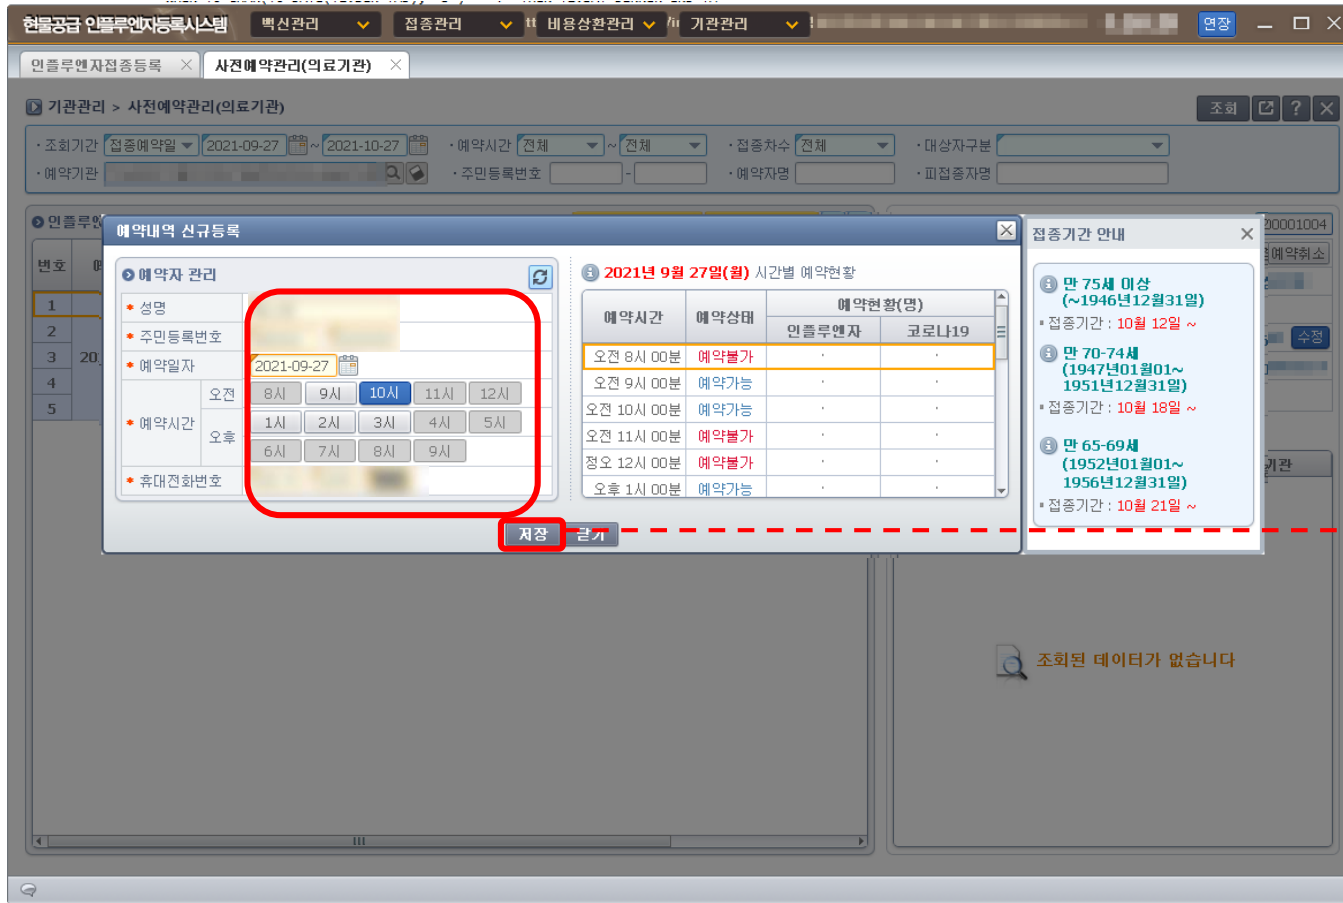 현물공급 인플루엔자등록시스템 백신관리 접종관리 tt 비용상환관리 기관관리 연장
인플루엔자접종등록 사전예약관리(의료기관)
기관관리 > 사전예약관리(의료기관) 조회
· 조회기간 접종예약일 2021-09-27 ~ 2021-10-27 · 예약시간 전체 ~ 전체 · 접종차수 전체 · 대상자구분
· 예약기관 · 주민등록번호 - · 예약자명 · 피접종자명
인플루엔
00001004
번호
예약취소
1
2
수정
3 20
4
5
기관
예약내역 신규등록
예약자 관리
* 성명
* 주민등록번호
* 예약일자 2021-09-27
* 예약시간
오전 8시 9시 10시 11시 12시
오후 1시 2시 3시 4시 5시
6시 7시 8시 9시
* 휴대전화번호
2021년 9월 27일(월) 시간별 예약현황
예약시간 예약상태 예약현황(명)
인플루엔자 코로나19
오전 8시 00분 예약불가 · ·
오전 9시 00분 예약가능 · ·
오전 10시 00분 예약가능 · ·
오전 11시 00분 예약불가 · ·
정오 12시 00분 예약불가 · ·
오후 1시 00분 예약가능 · ·
저장 닫기
접종기간 안내
만 75세 이상
(~1946년12월31일)
접종기간 : 10월 12일 ~
만 70-74세
(1947년01월01~
1951년12월31일)
접종기간 : 10월 18일 ~
만 65-69세
(1952년01월01~
1956년12월31일)
접종기간 : 10월 21일 ~
조회된 데이터가 없습니다